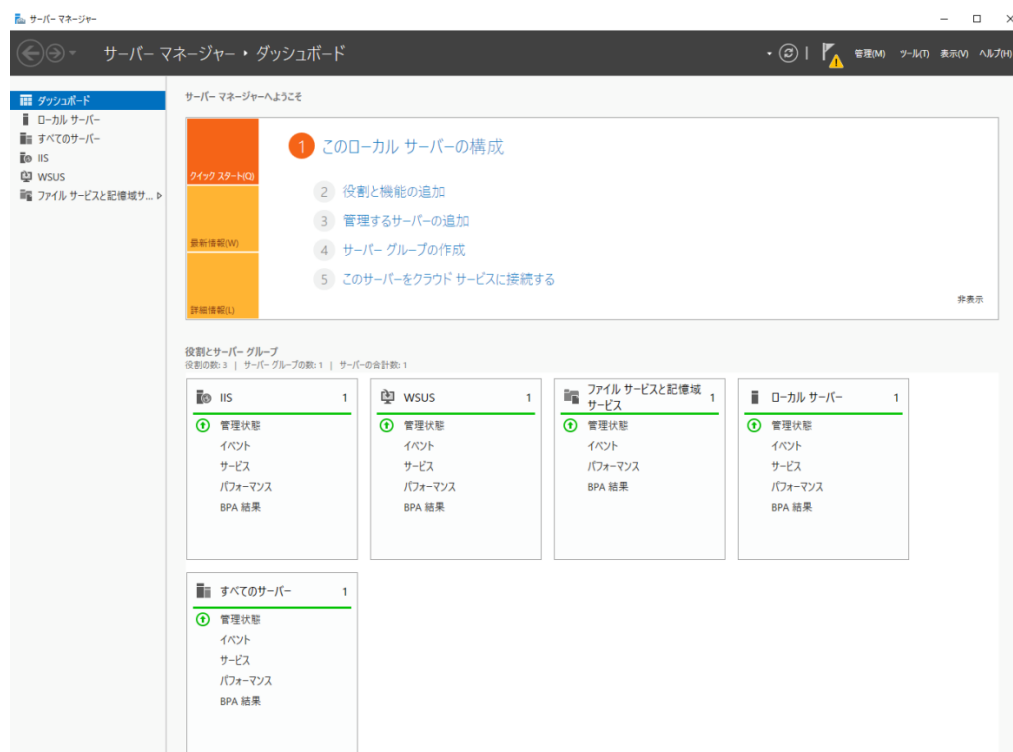 サーバー マネージャー
サーバー マネージャー ・ ダッシュボード
管理(M) ツール(T) 表示(V) ヘルプ(H)
ダッシュボード
ローカル サーバー
すべてのサーバー
IIS
WSUS
ファイル サービスと記憶域サ...
サーバー マネージャーへようこそ
クイック スタート(Q)
最新情報(W)
詳細情報(L)
1 このローカル サーバーの構成
2 役割と機能の追加
3 管理するサーバーの追加
4 サーバー グループの作成
5 このサーバーをクラウド サービスに接続する
非表示
役割とサーバー グループ
役割の数: 3 | サーバー グループの数: 1 | サーバーの合計数: 1
IIS 1
管理状態
イベント
サービス
パフォーマンス
BPA 結果
WSUS 1
管理状態
イベント
サービス
パフォーマンス
BPA 結果
ファイル サービスと記憶域 1
サービス
管理状態
イベント
パフォーマンス
BPA 結果
ローカル サーバー 1
管理状態
イベント
サービス
パフォーマンス
BPA 結果
すべてのサーバー 1
管理状態
イベント
サービス
パフォーマンス
BPA 結果